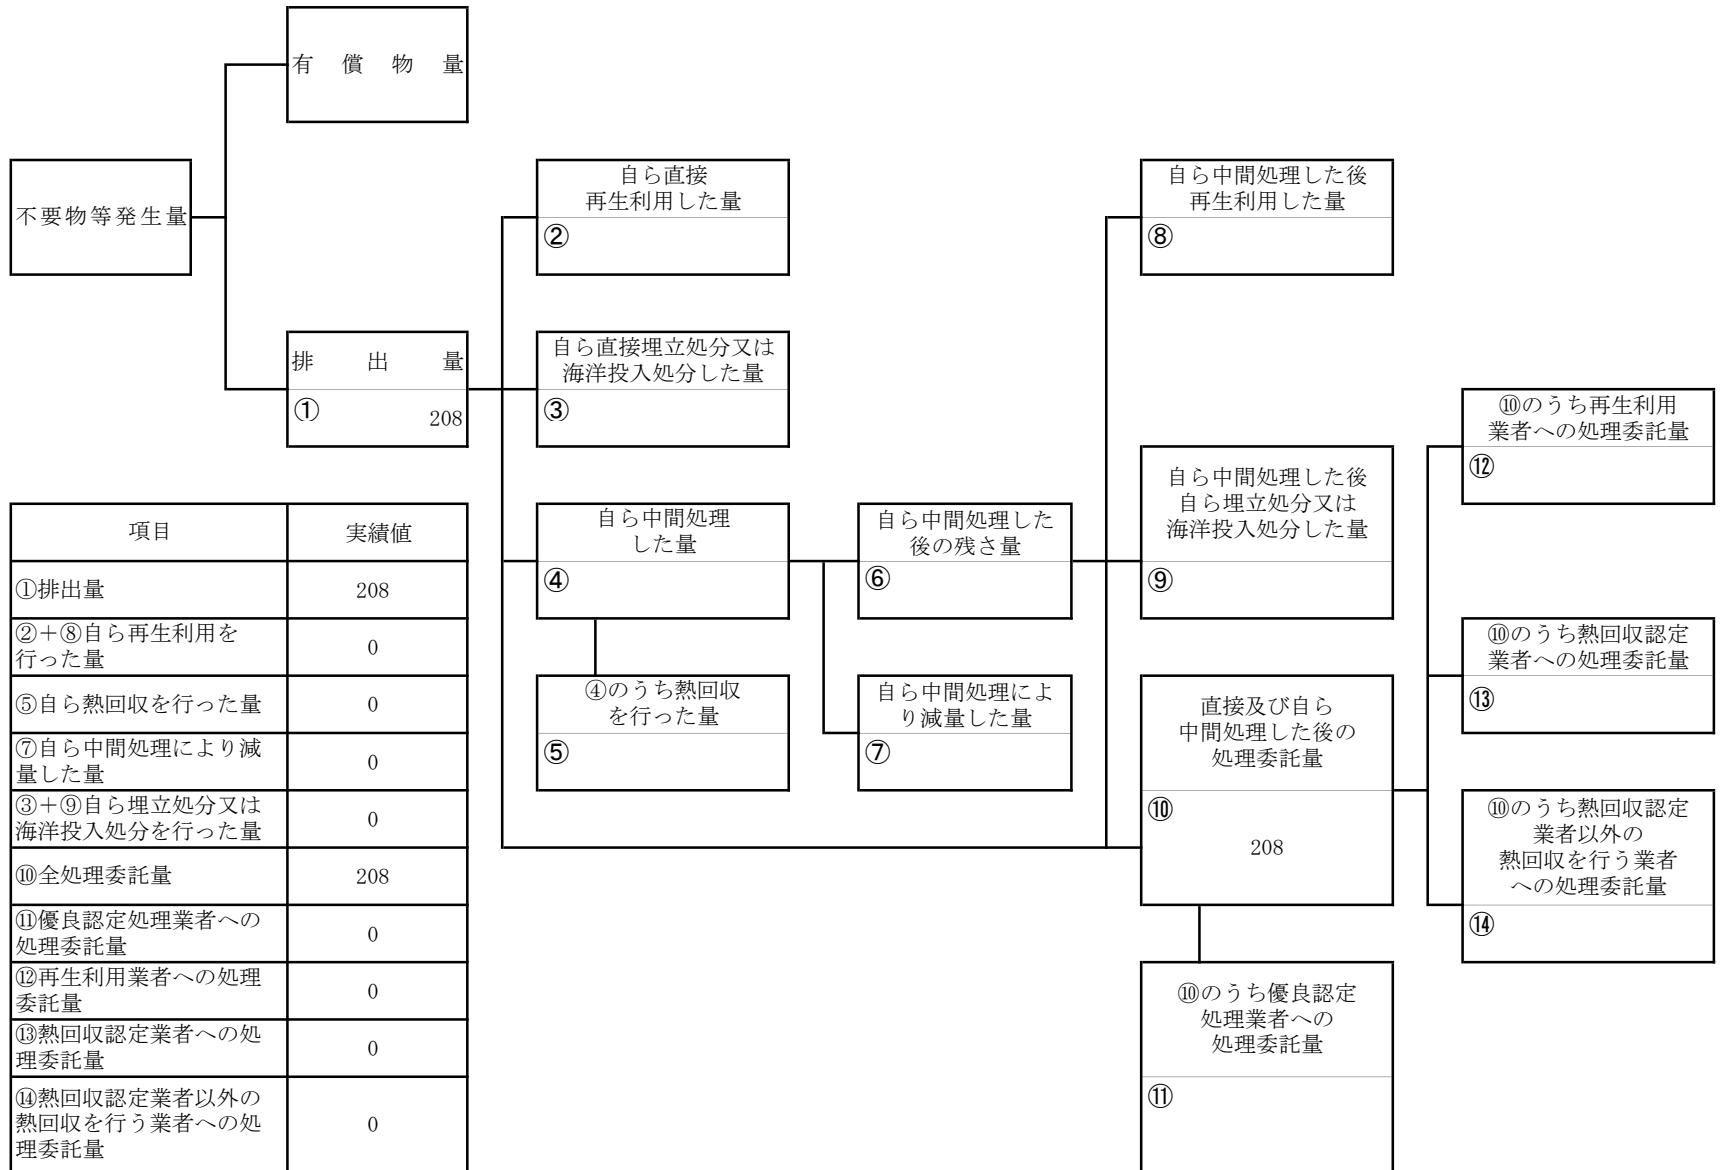 有償物量
不要物等発生量
自ら直接
再生利用した量
②
自ら中間処理した後
再生利用した量
⑧
排出量
①
208
自ら直接埋立処分又は
海洋投入処分した量
③
⑩のうち再生利用
業者への処理委託量
⑫
自ら中間処理
した量
④
自ら中間処理した
後の残さ量
⑥
自ら中間処理した後
自ら埋立処分又は
海洋投入処分した量
⑨
④のうち熱回収
を行った量
⑤
自ら中間処理によ
り減量した量
⑦
直接及び自ら
中間処理した後の
処理委託量
⑩
208
⑩のうち熱回収認定
業者への処理委託量
⑬
⑩のうち熱回収認定
業者以外の
熱回収を行う業者
への処理委託量
⑭
⑩のうち優良認定
処理業者への
処理委託量
⑪
項目 実績値
①排出量 208
②+⑧自ら再生利用を
行った量 0
⑤自ら熱回収を行った量 0
⑦自ら中間処理により減
量した量 0
③+⑨自ら埋立処分又は
海洋投入処分を行った量 0
⑩全処理委託量 208
⑪優良認定処理業者への
処理委託量 0
⑫再生利用業者への処理
委託量 0
⑬熱回収認定業者への処
理委託量 0
⑭熱回収認定業者以外の
熱回収を行う業者への処
理委託量 0